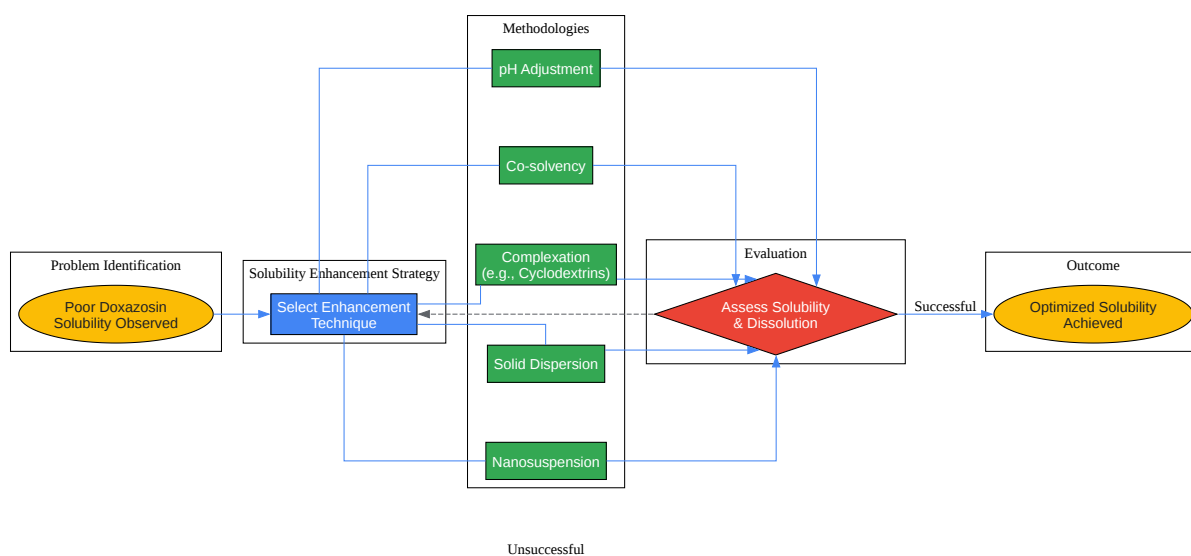 Problem Identification
Poor Doxazosin
Solubility Observed
Solubility Enhancement Strategy
Select Enhancement
Technique
Methodologies
pH Adjustment
Co-solvency
Complexation
(e.g., Cyclodextrins)
Solid Dispersion
Nanosuspension
Evaluation
Assess Solubility
& Dissolution
Successful
Outcome
Optimized Solubility
Achieved
Unsuccessful